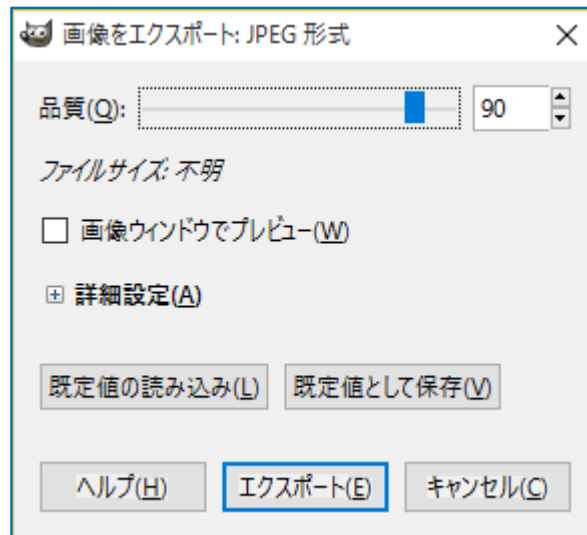 画像をエクスポート: JPEG 形式
品質(Q): 90
ファイルサイズ: 不明
画像ウィンドウでプレビュー(W)
詳細設定(A)
既定値の読み込み(L) 既定値として保存(V)
ヘルプ(H) エクスポート(E) キャンセル(C)